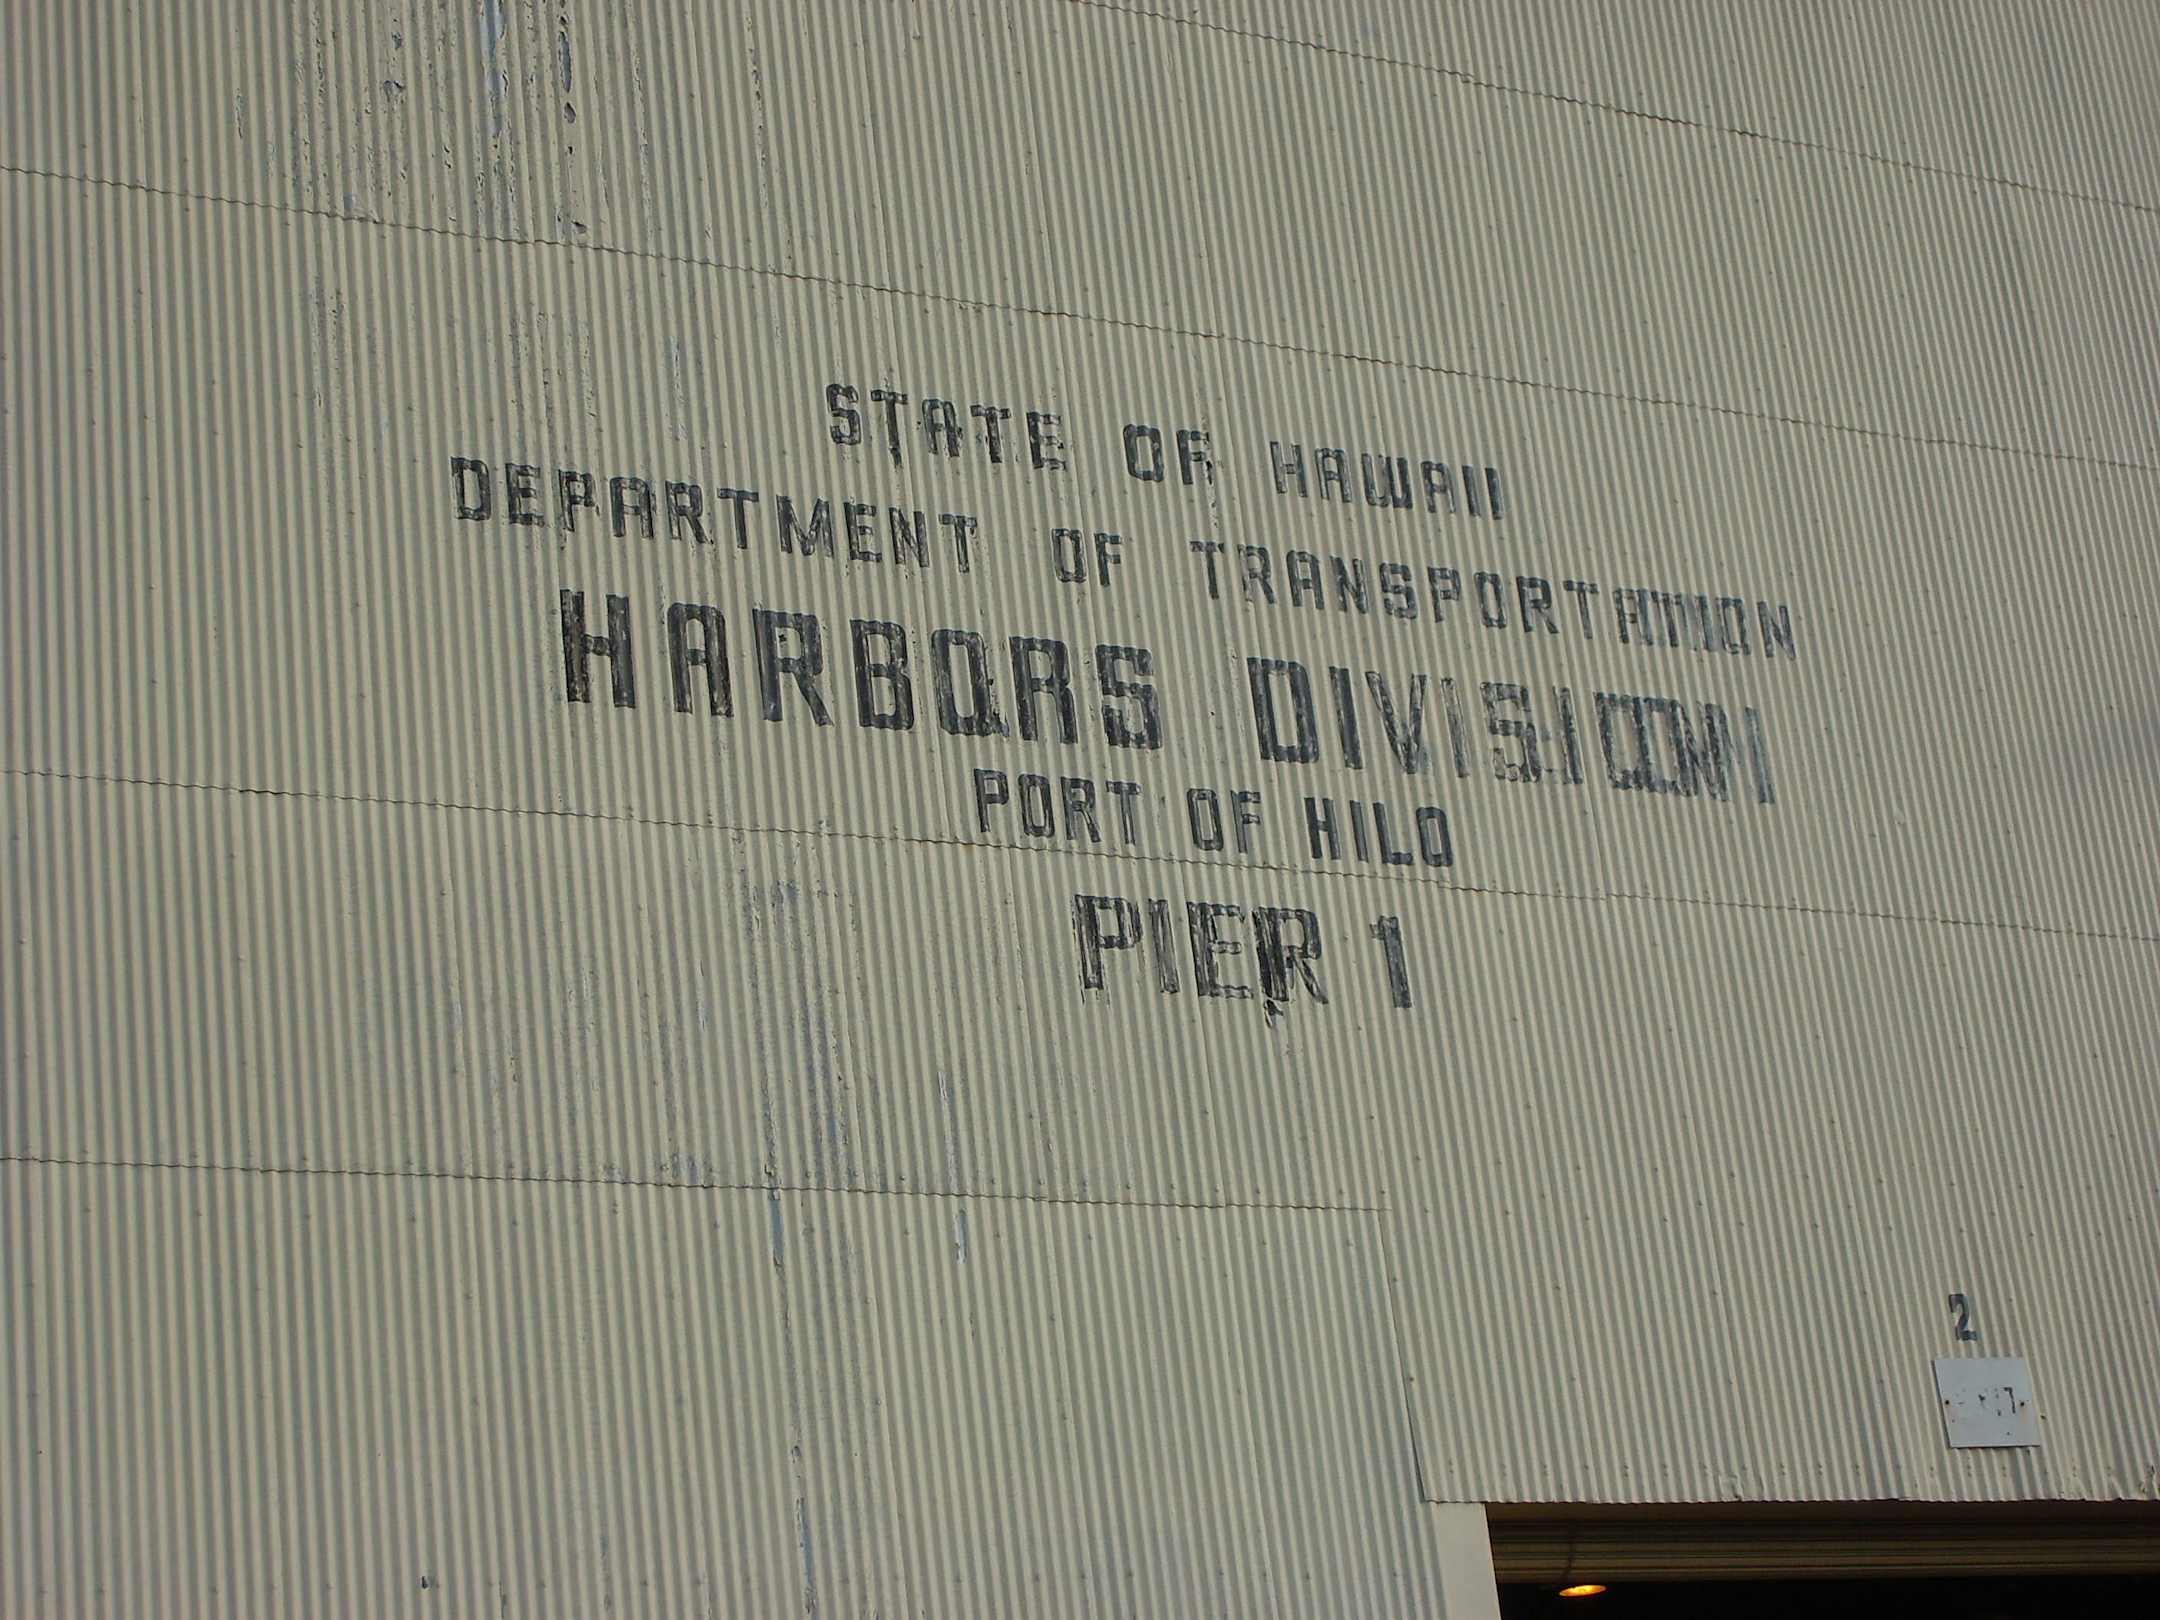 STATE OF HAWAII
DEPARTMENT OF TRANSPORTATION
HARBORS DIVISION
PORT OF HILO
PIER 1
2